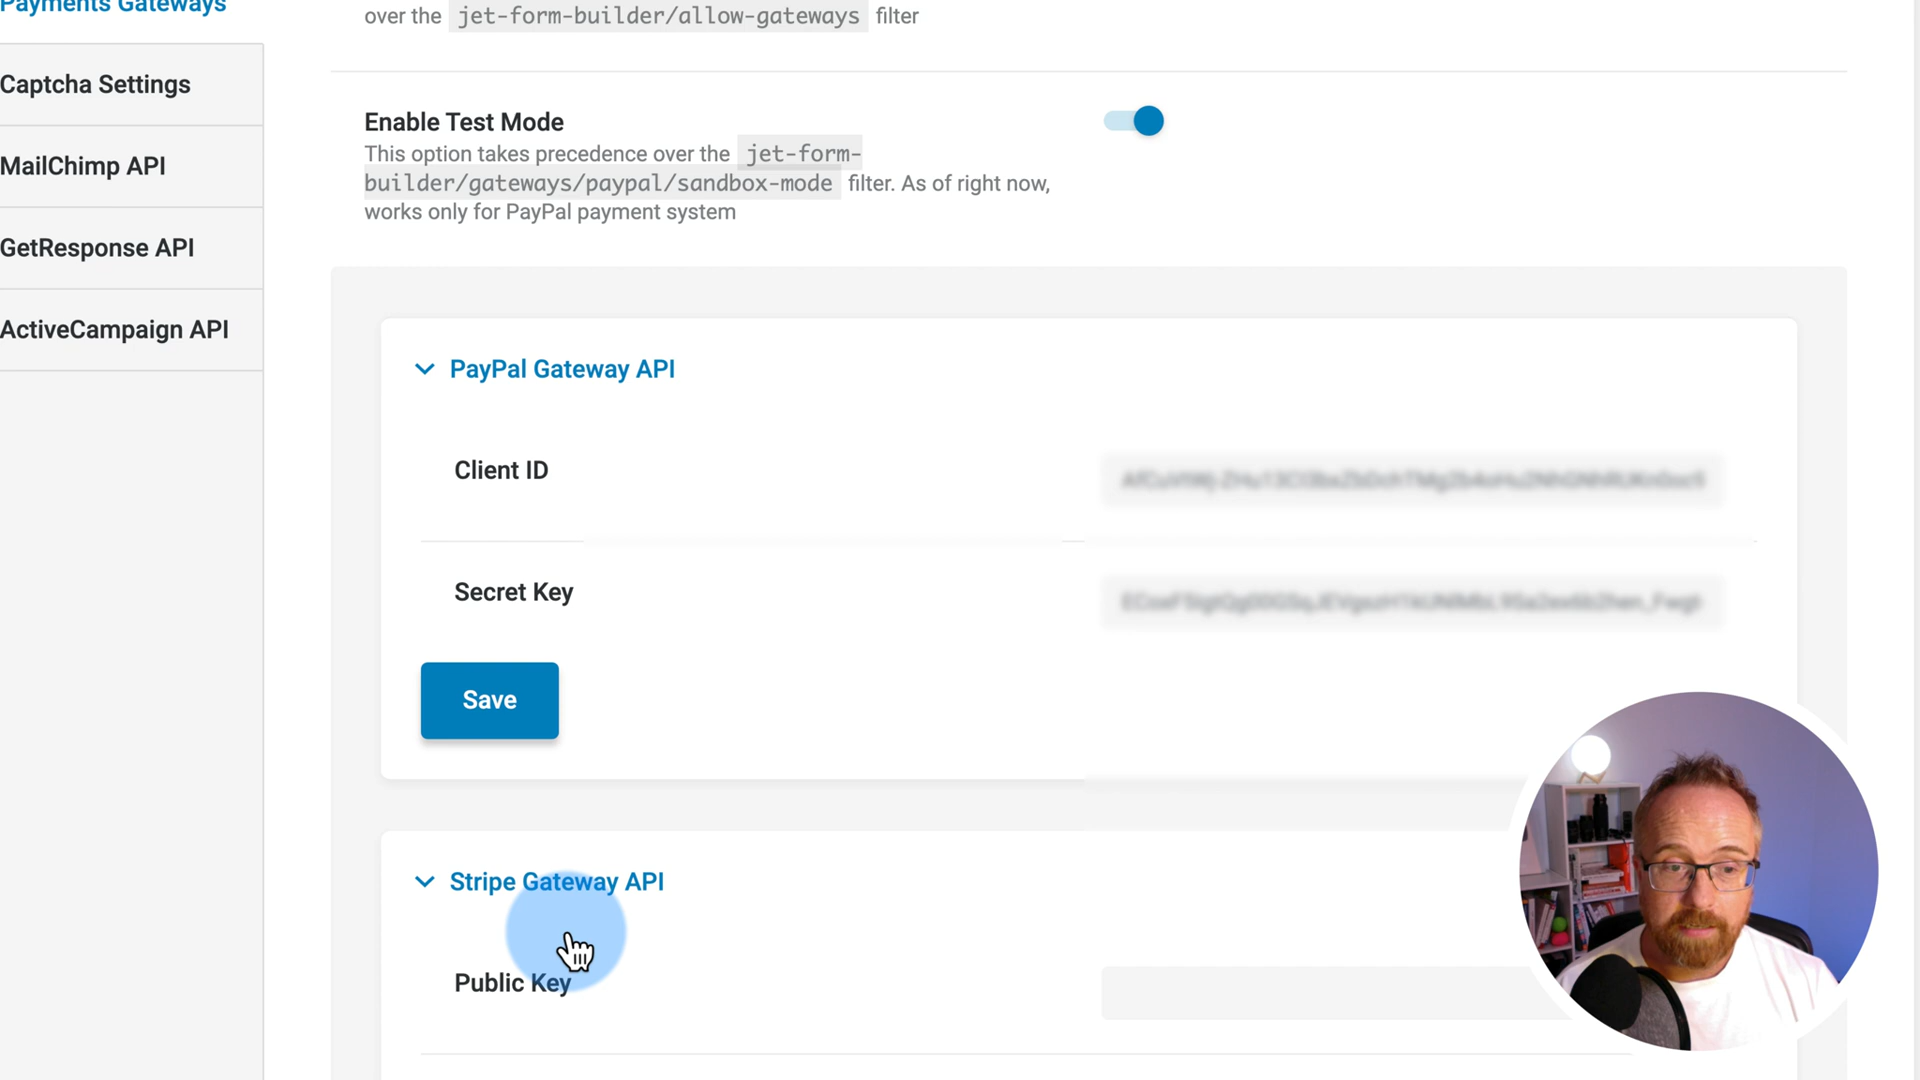 Payments Gateways
over the jet-form-builder/allow-gateways filter
Captcha Settings
MailChimp API
GetResponse API
ActiveCampaign API
Enable Test Mode
This option takes precedence over the jet-form-
builder/gateways/paypal/sandbox-mode filter. As of right now,
works only for PayPal payment system
PayPal Gateway API
Client ID
Secret Key
Save
Stripe Gateway API
Public Key